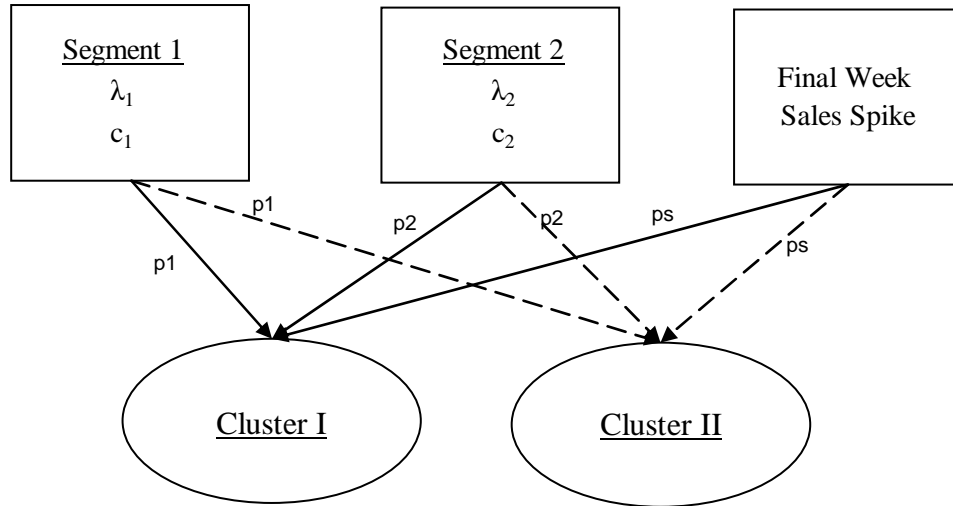 Segment 1
λ1
c1
Segment 2
λ2
c2
Final Week
Sales Spike
p1
p1
p2
p2
ps
ps
Cluster I
Cluster II